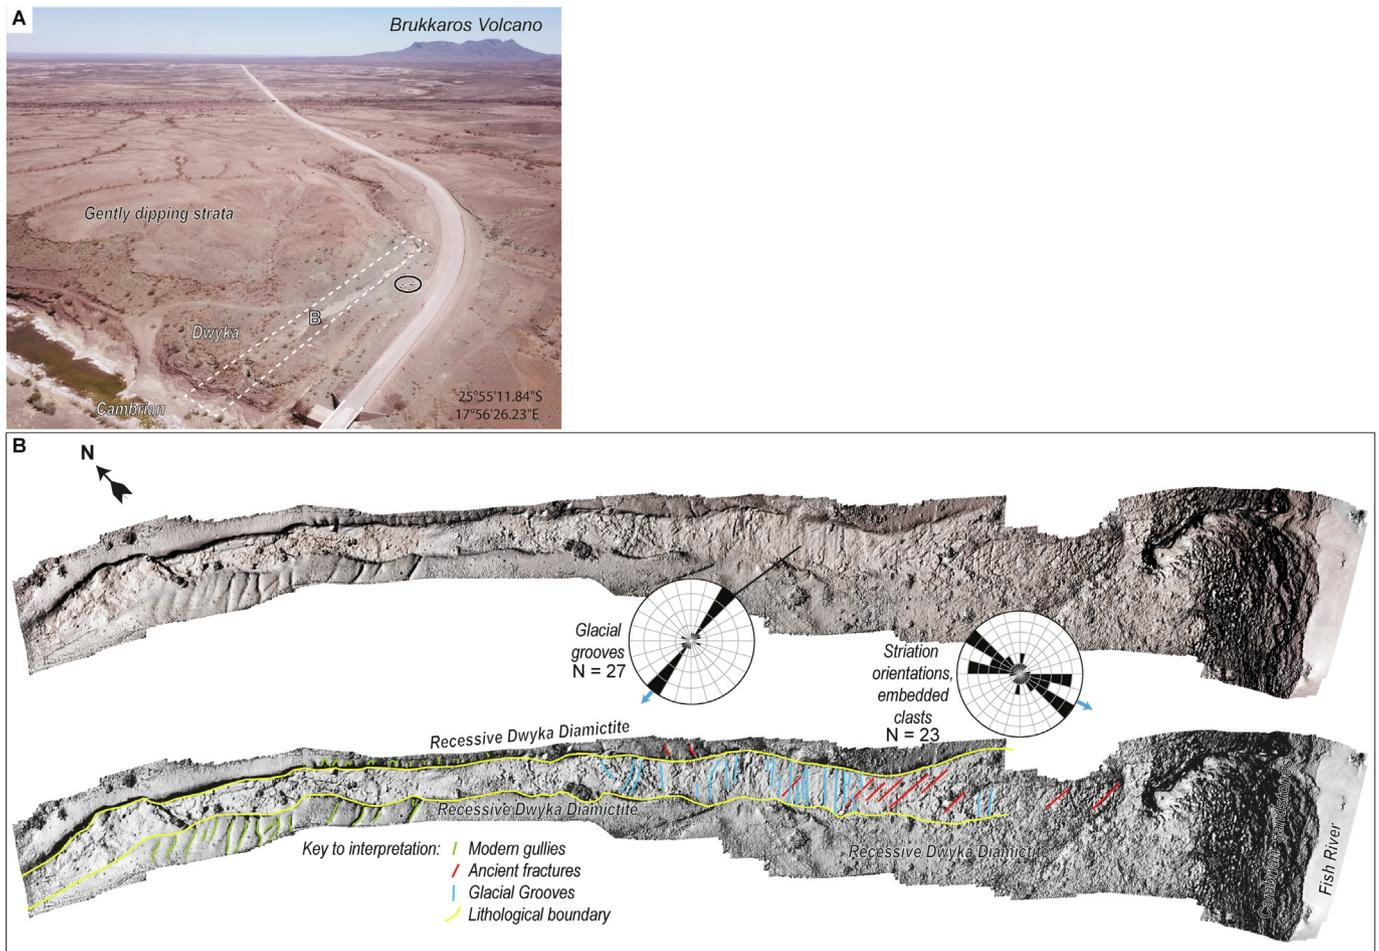 A
Brukkaros Volcano
Gently dipping strata
B
Dwyka
Cambrian
25°55'11.84"S
17°56'26.23"E
B
N
Glacial
grooves
N = 27
Striation
orientations,
embedded
clasts
N = 23
Recessive Dwyka Diamictite
Recessive Dwyka Diamictite
Recessive Dwyka Diamictite
Cambrian Sandstones
Fish River
Key to interpretation:
Modern gullies
Ancient fractures
Glacial Grooves
Lithological boundary